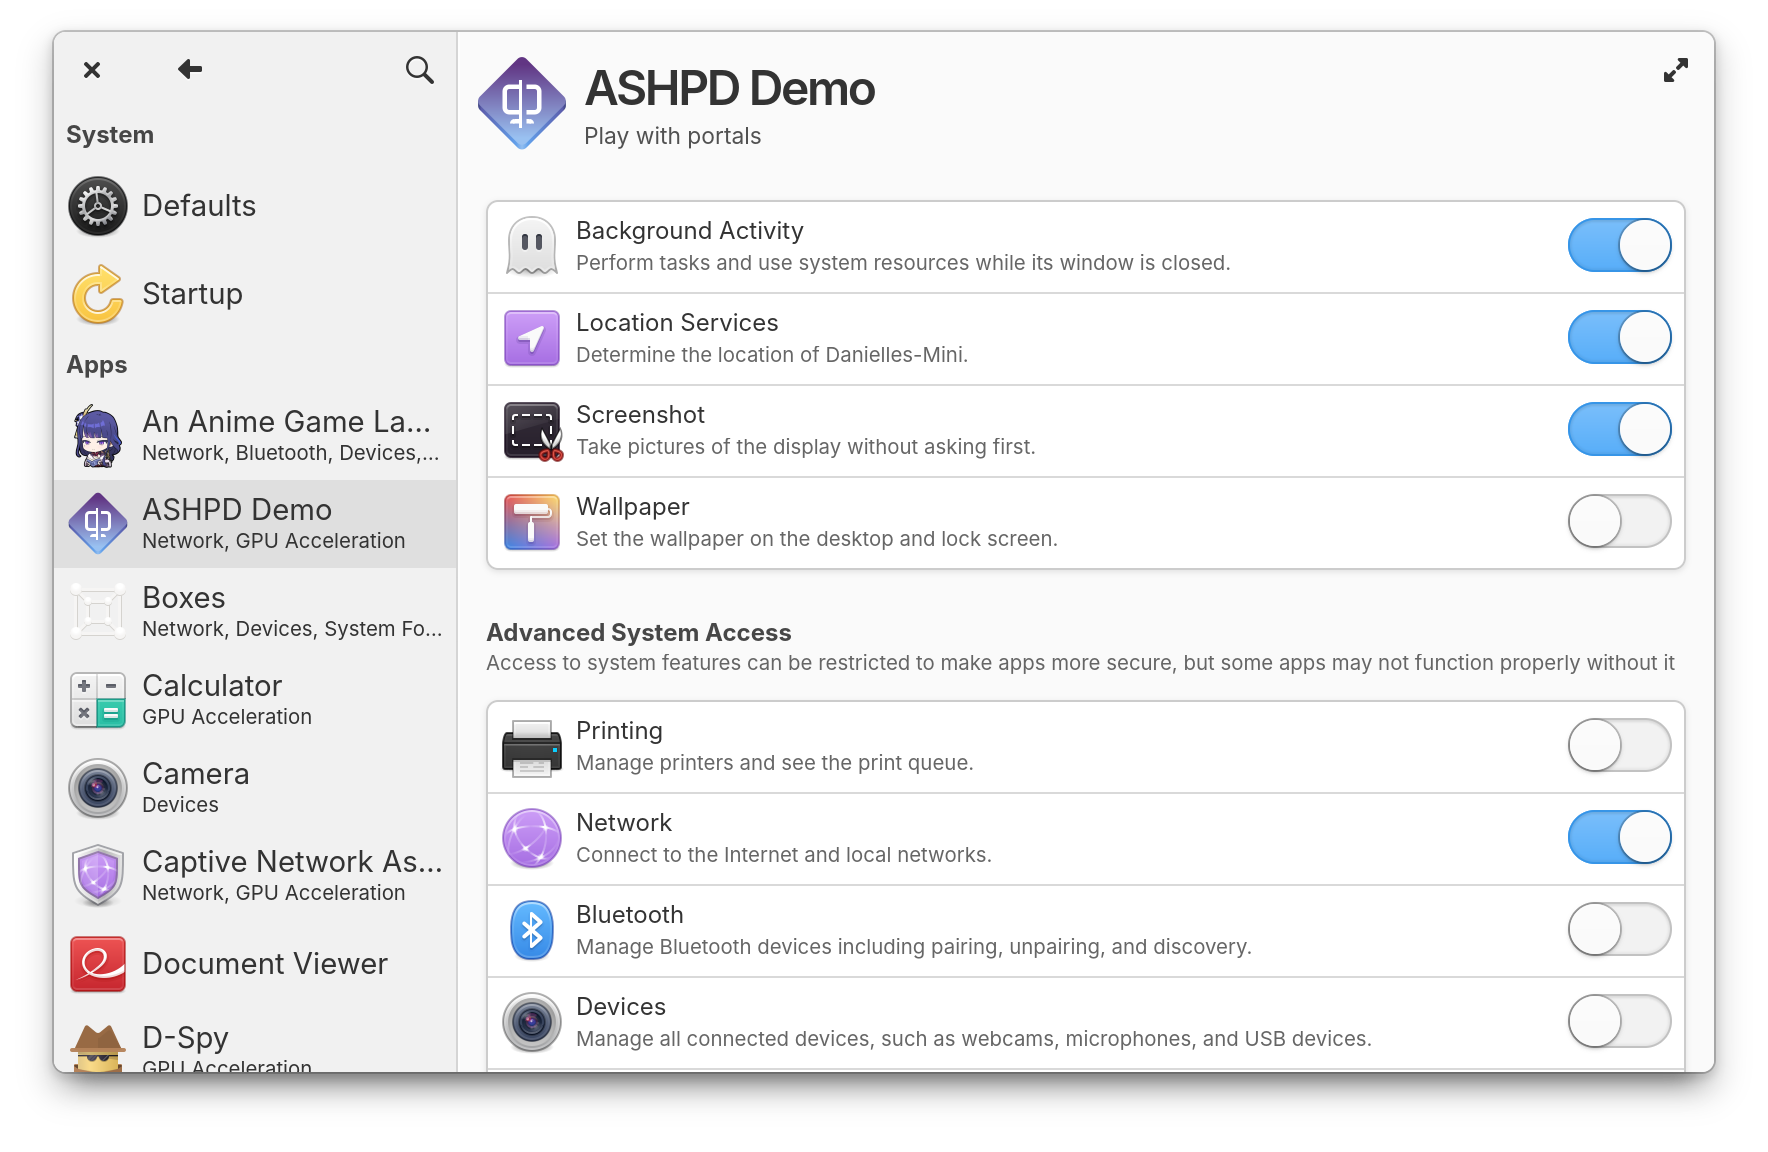 System
Defaults
Startup
Apps
An Anime Game La...
Network, Bluetooth, Devices,...
ASHPD Demo
Network, GPU Acceleration
Boxes
Network, Devices, System Fo...
Calculator
GPU Acceleration
Camera
Devices
Captive Network As...
Network, GPU Acceleration
Document Viewer
D-Spy
GPU Acceleration
ASHPD Demo
Play with portals
Background Activity
Perform tasks and use system resources while its window is closed.
Location Services
Determine the location of Danielles-Mini.
Screenshot
Take pictures of the display without asking first.
Wallpaper
Set the wallpaper on the desktop and lock screen.
Advanced System Access
Access to system features can be restricted to make apps more secure, but some apps may not function properly without it
Printing
Manage printers and see the print queue.
Network
Connect to the Internet and local networks.
Bluetooth
Manage Bluetooth devices including pairing, unpairing, and discovery.
Devices
Manage all connected devices, such as webcams, microphones, and USB devices.